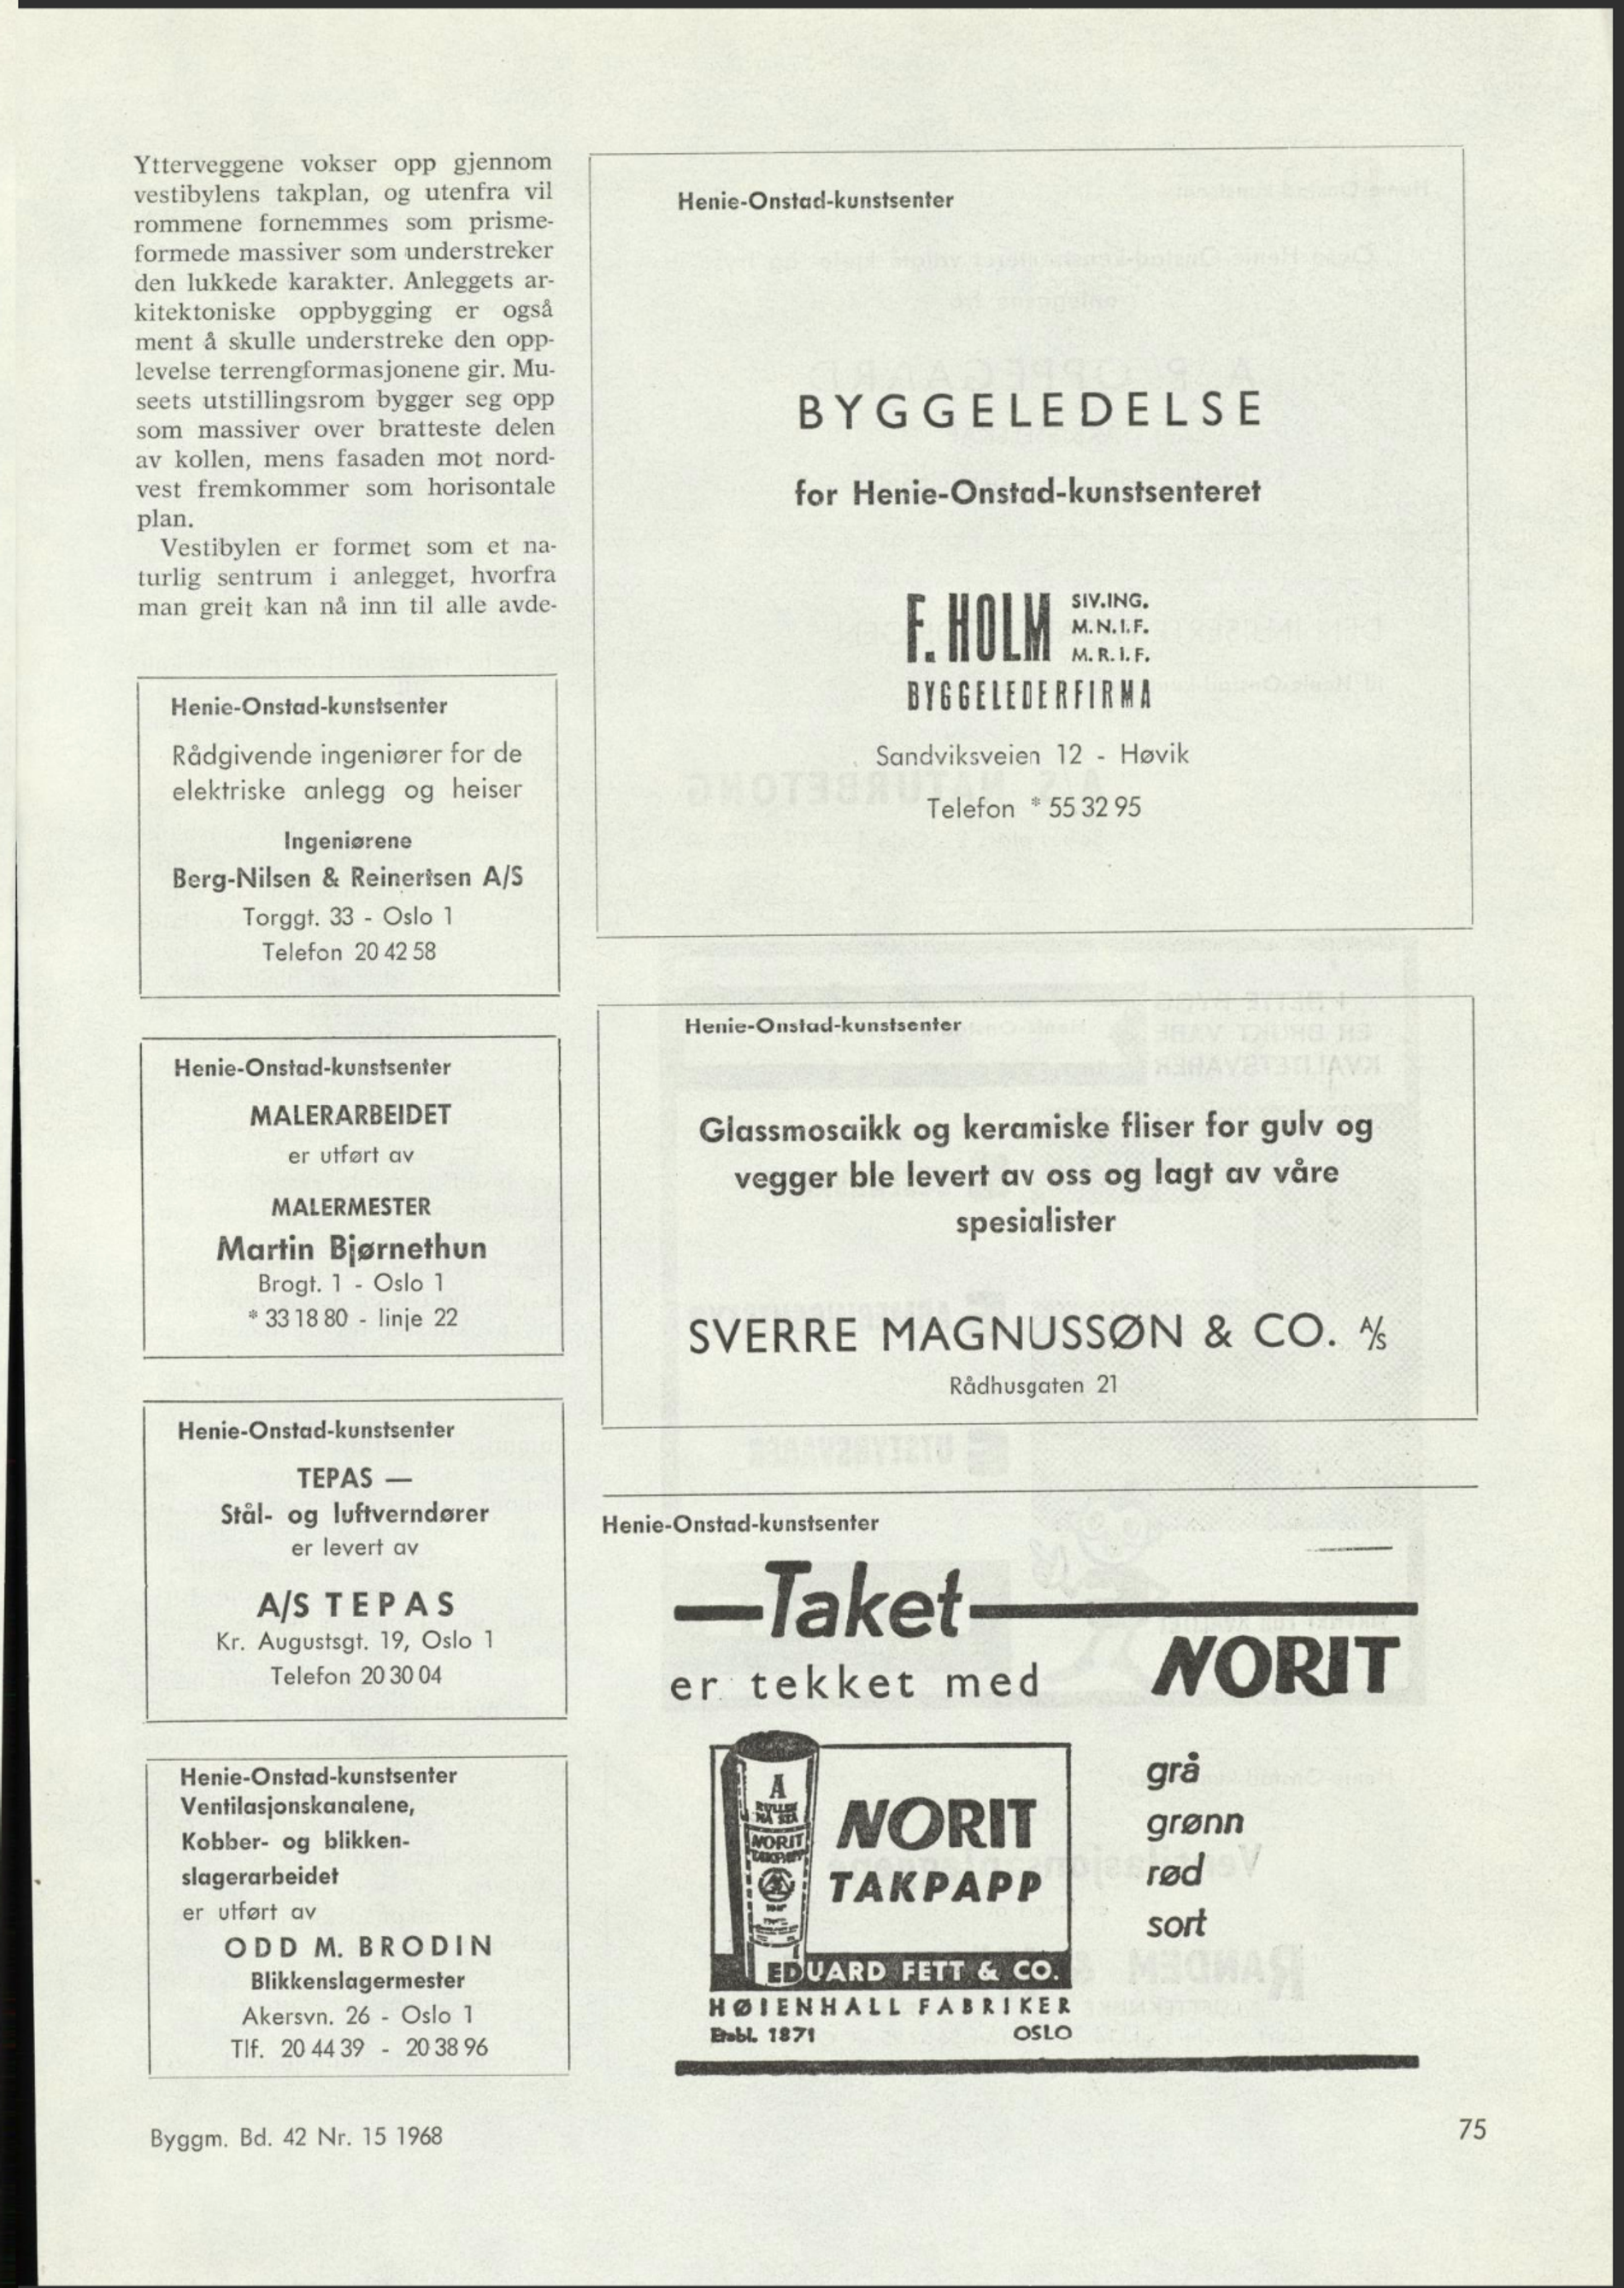 Ytterveggene vokser opp gjennom
vestibylens takplan, og utenfra vil
rommene fornemmes som prisme-
formede massiver som understreker
den lukkede karakter. Anleggets ar-
kitektoniske oppbygging er også
ment å skulle understreke den opp-
levelse terrengformasjonene gir. Mu-
seets utstillingsrom bygger seg opp
som massiver over bratteste delen
av kollen, mens fasaden mot nord-
vest fremkommer som horisontale
plan.
Vestibylen er formet som et na-
turlig sentrum i anlegget, hvorfra
man greit kan nå inn til alle avde-
Henie-Onstad-kunstsenter
Rådgivende ingeniører for de
elektriske anlegg og heiser
Ingeniørene
Berg-Nilsen & Reinertsen A/S
Torggt. 33 - Oslo 1
Telefon 20 42 58
Henie-Onstad-kunstsenter
MALERARBEIDET
er utført av
MALERMESTER
Martin Bjørnethun
Brogt. 1 - Oslo 1
* 33 18 80 - linje 22
Henie-Onstad-kunstsenter
TEPAS —
Stål- og luftverndører
er levert av
A/S TEPAS
Kr. Augustsgt. 19, Oslo 1
Telefon 20 30 04
Henie-Onstad-kunstsenter
Ventilasjonskanalene,
Kobber- og blikken-
slagerarbeidet
er utført av
ODD M. BRODIN
Blikkenslagermester
Akersvn. 26 - Oslo 1
Tlf. 20 44 39 - 20 38 96
Henie-Onstad-kunstsenter
BYGGELEDELSE
for Henie-Onstad-kunstsenteret
F. HOLM SIV.ING.
M.N.I.F.
M.R.I.F.
BYGGELEDERFIRMA
Sandviksveien 12 - Høvik
Telefon * 55 32 95
Henie-Onstad-kunstsenter
Glassmosaikk og keramiske fliser for gulv og
vegger ble levert av oss og lagt av våre
spesialister
SVERRE MAGNUSSØN & CO. A/S
Rådhusgaten 21
Henie-Onstad-kunstsenter
Taket
er tekket med NORIT
A
RULLEN
NORIT
TAKPAPP
NORIT
TAKPAPP
EDUARD FETT & CO.
HØIENHALL FABRIKER
Etabl. 1871 OSLO
grå
grønn
rød
sort
Byggm. Bd. 42 Nr. 15 1968
75